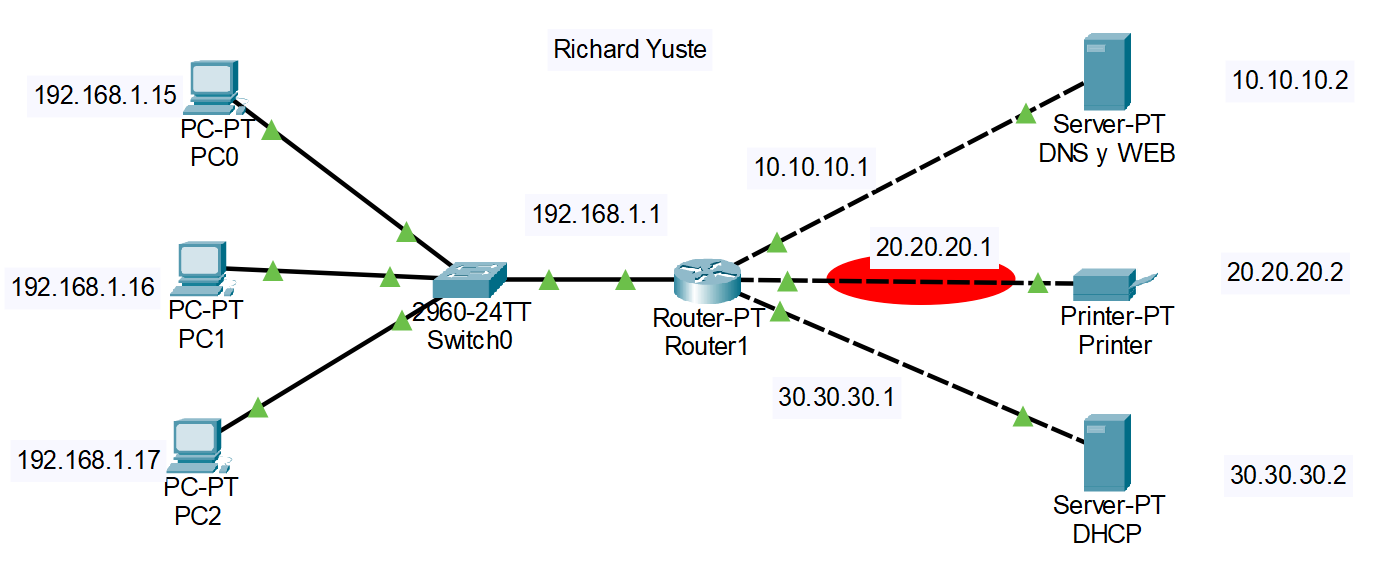 Richard Yuste
192.168.1.15
PC-PT
PC0
192.168.1.16
PC-PT
PC1
192.168.1.17
PC-PT
PC2
2960-24TT
Switch0
192.168.1.1
Router-PT
Router1
10.10.10.1
20.20.20.1
30.30.30.1
Server-PT
DNS y WEB
10.10.10.2
Printer-PT
Printer
20.20.20.2
Server-PT
DHCP
30.30.30.2